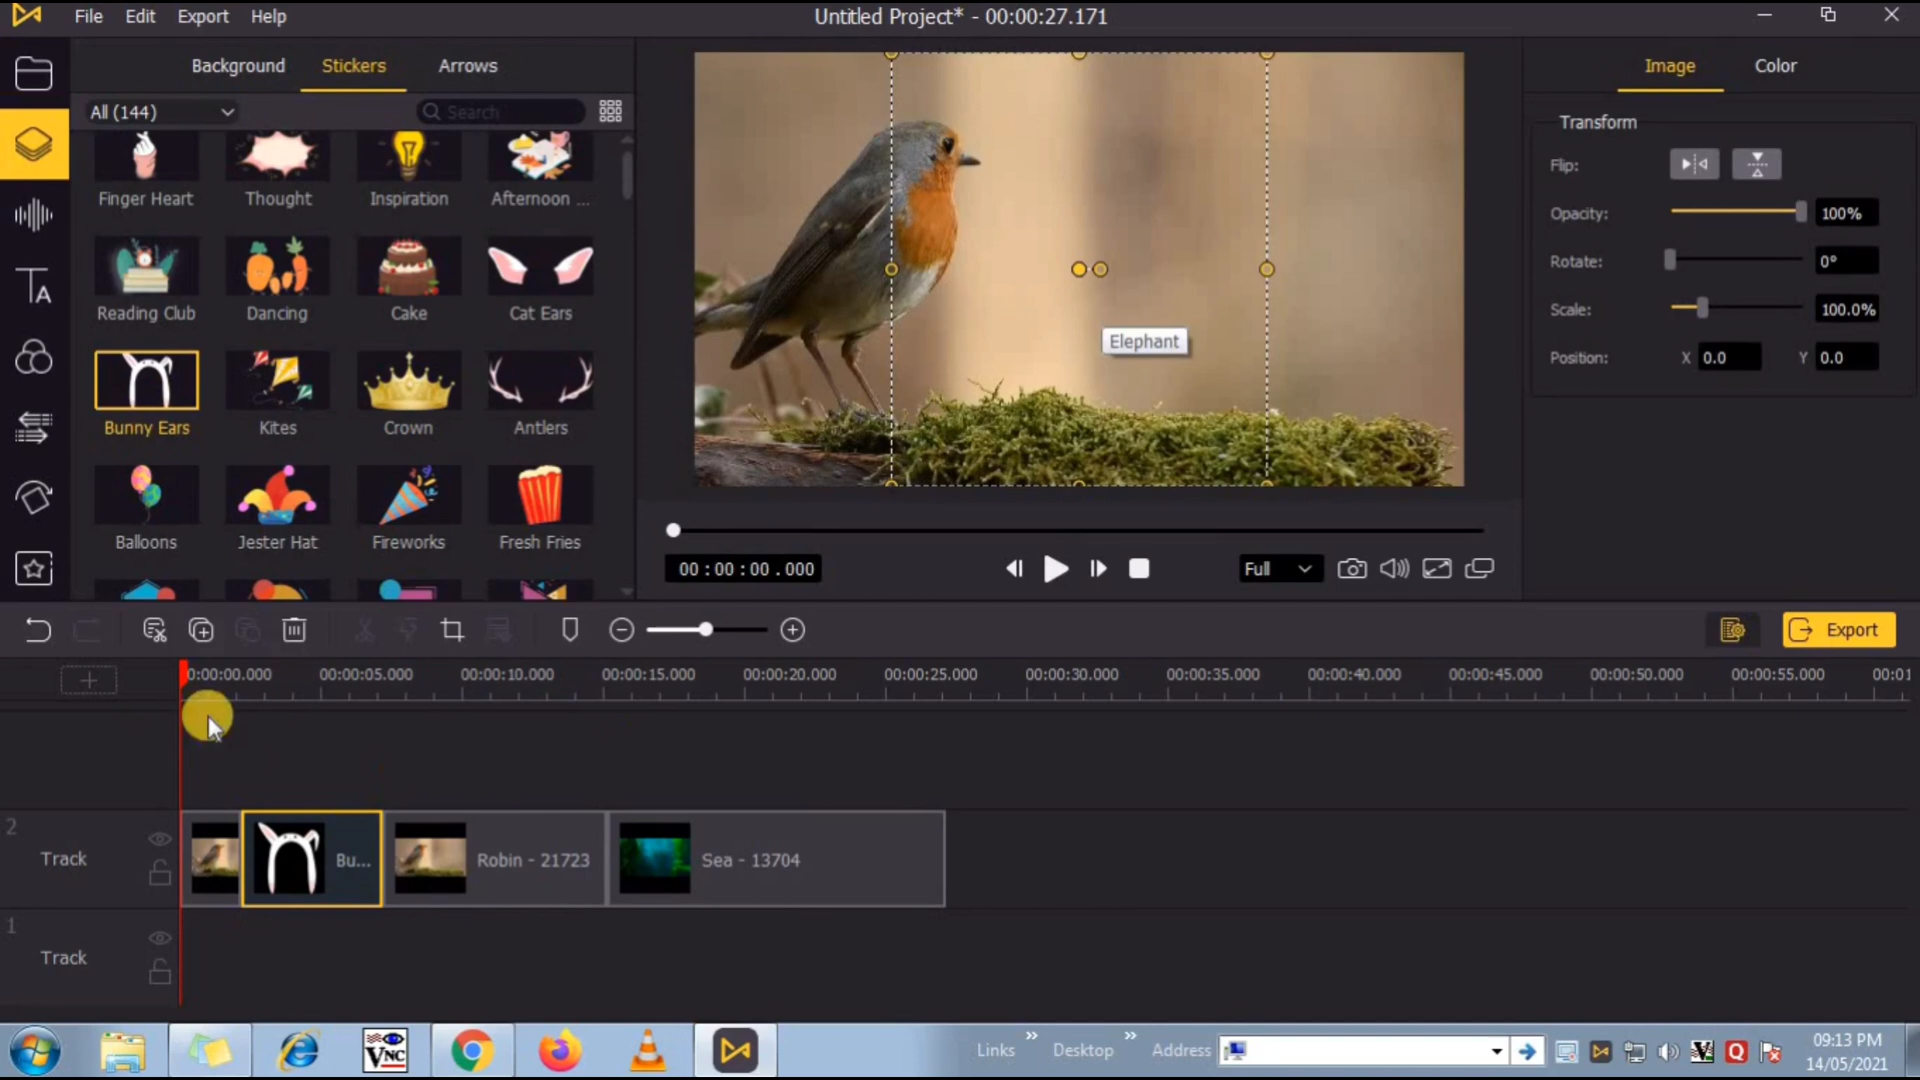 File Edit Export Help
Untitled Project* - 00:00:27.171
Background Stickers Arrows
All (144)
Search
Finger Heart Thought Inspiration Afternoon ...
Reading Club Dancing Cake Cat Ears
Bunny Ears Kites Crown Antlers
Balloons Jester Hat Fireworks Fresh Fries
Elephant
00 : 00 : 00 . 000
Full
Image Color
Transform
Flip:
Opacity: 100%
Rotate: 0°
Scale: 100.0%
Position: X 0.0 Y 0.0
Export
0:00:00.000 00:00:05.000 00:00:10.000 00:00:15.000 00:00:20.000 00:00:25.000 00:00:30.000 00:00:35.000 00:00:40.000 00:00:45.000 00:00:50.000 00:00:55.000 00:01
2
Track
Bu...
Robin - 21723
Sea - 13704
1
Track
VNC
Links » Desktop » Address
09:13 PM
14/05/2021